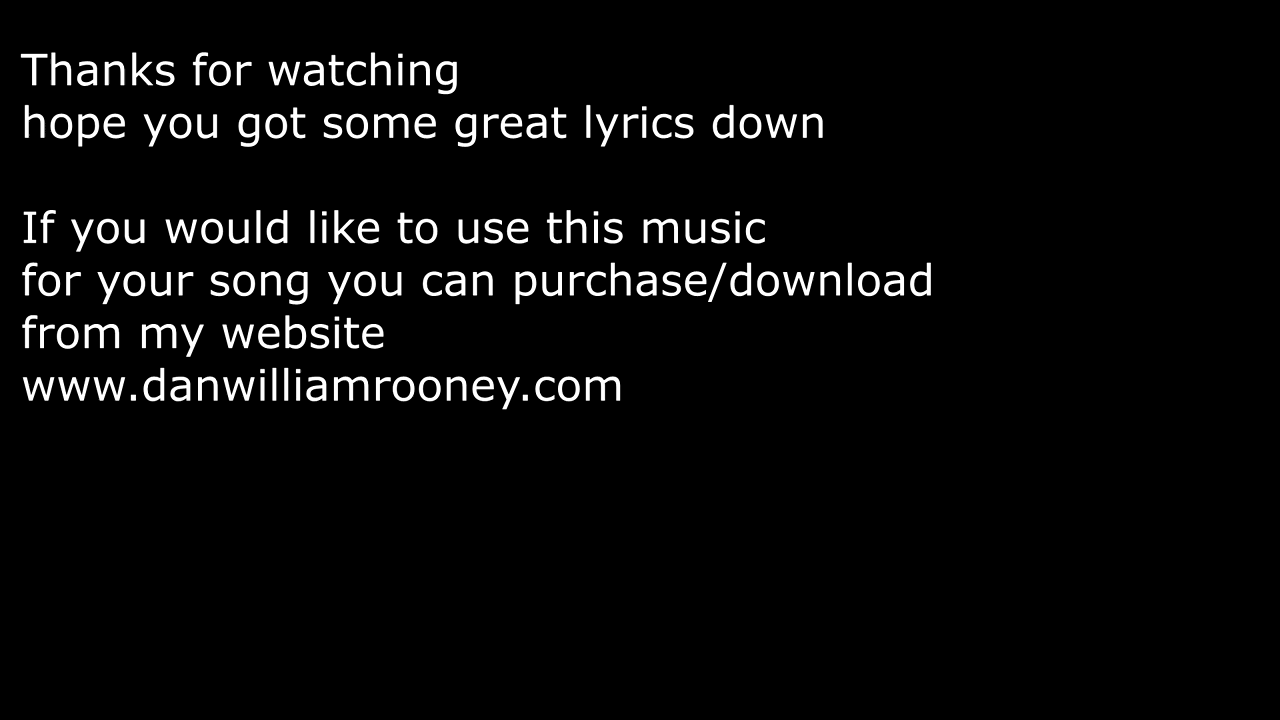 Thanks for watching
hope you got some great lyrics down
If you would like to use this music
for your song you can purchase/download
from my website
www.danwilliamrooney.com